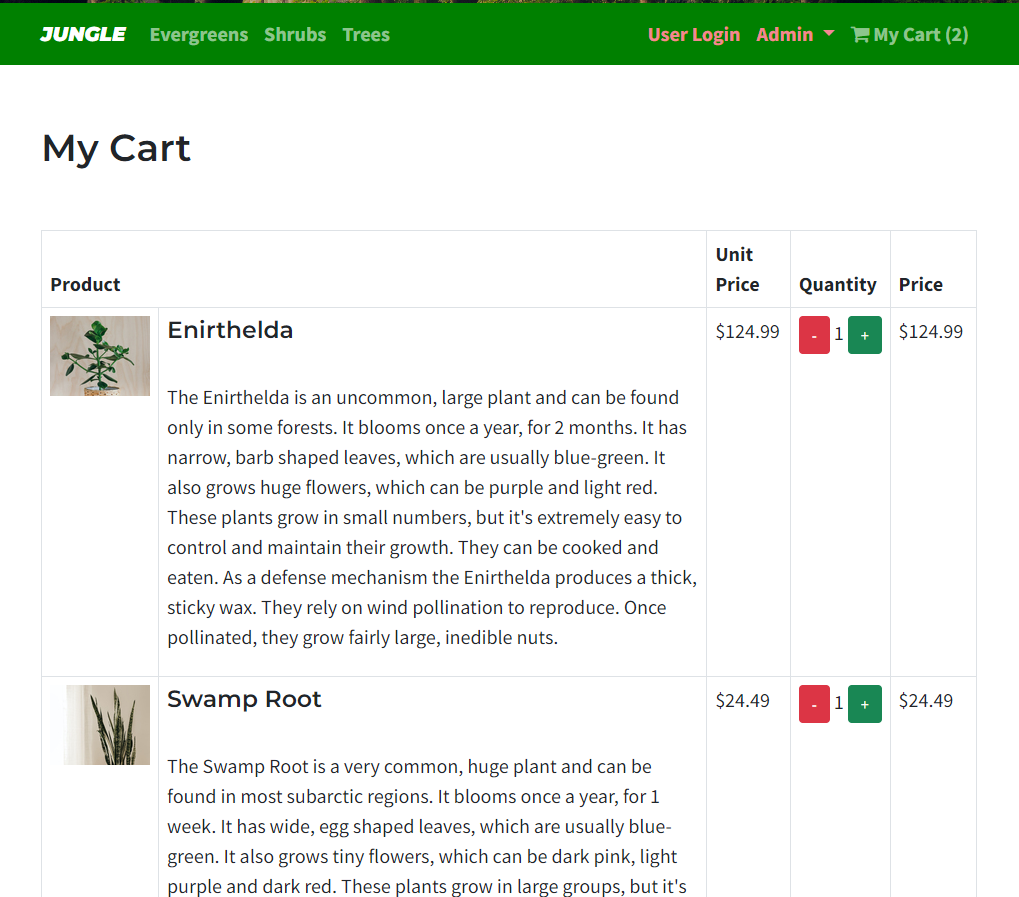 JUNGLE Evergreens Shrubs Trees User Login Admin My Cart (2)
My Cart
Product Unit Price Quantity Price
Enirthelda $124.99 - 1 + $124.99
The Enirthelda is an uncommon, large plant and can be found
only in some forests. It blooms once a year, for 2 months. It has
narrow, barb shaped leaves, which are usually blue-green. It
also grows huge flowers, which can be purple and light red.
These plants grow in small numbers, but it's extremely easy to
control and maintain their growth. They can be cooked and
eaten. As a defense mechanism the Enirthelda produces a thick,
sticky wax. They rely on wind pollination to reproduce. Once
pollinated, they grow fairly large, inedible nuts.
Swamp Root $24.49 - 1 + $24.49
The Swamp Root is a very common, huge plant and can be
found in most subarctic regions. It blooms once a year, for 1
week. It has wide, egg shaped leaves, which are usually blue-
green. It also grows tiny flowers, which can be dark pink, light
purple and dark red. These plants grow in large groups, but it's